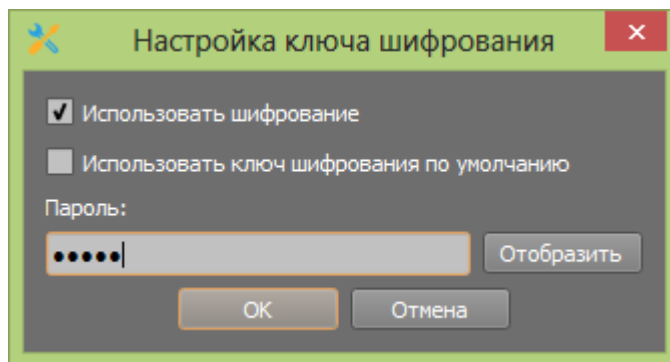 Настройка ключа шифрования
Использовать шифрование
Использовать ключ шифрования по умолчанию
Пароль:
●●●●● Отобразить
OK Отмена